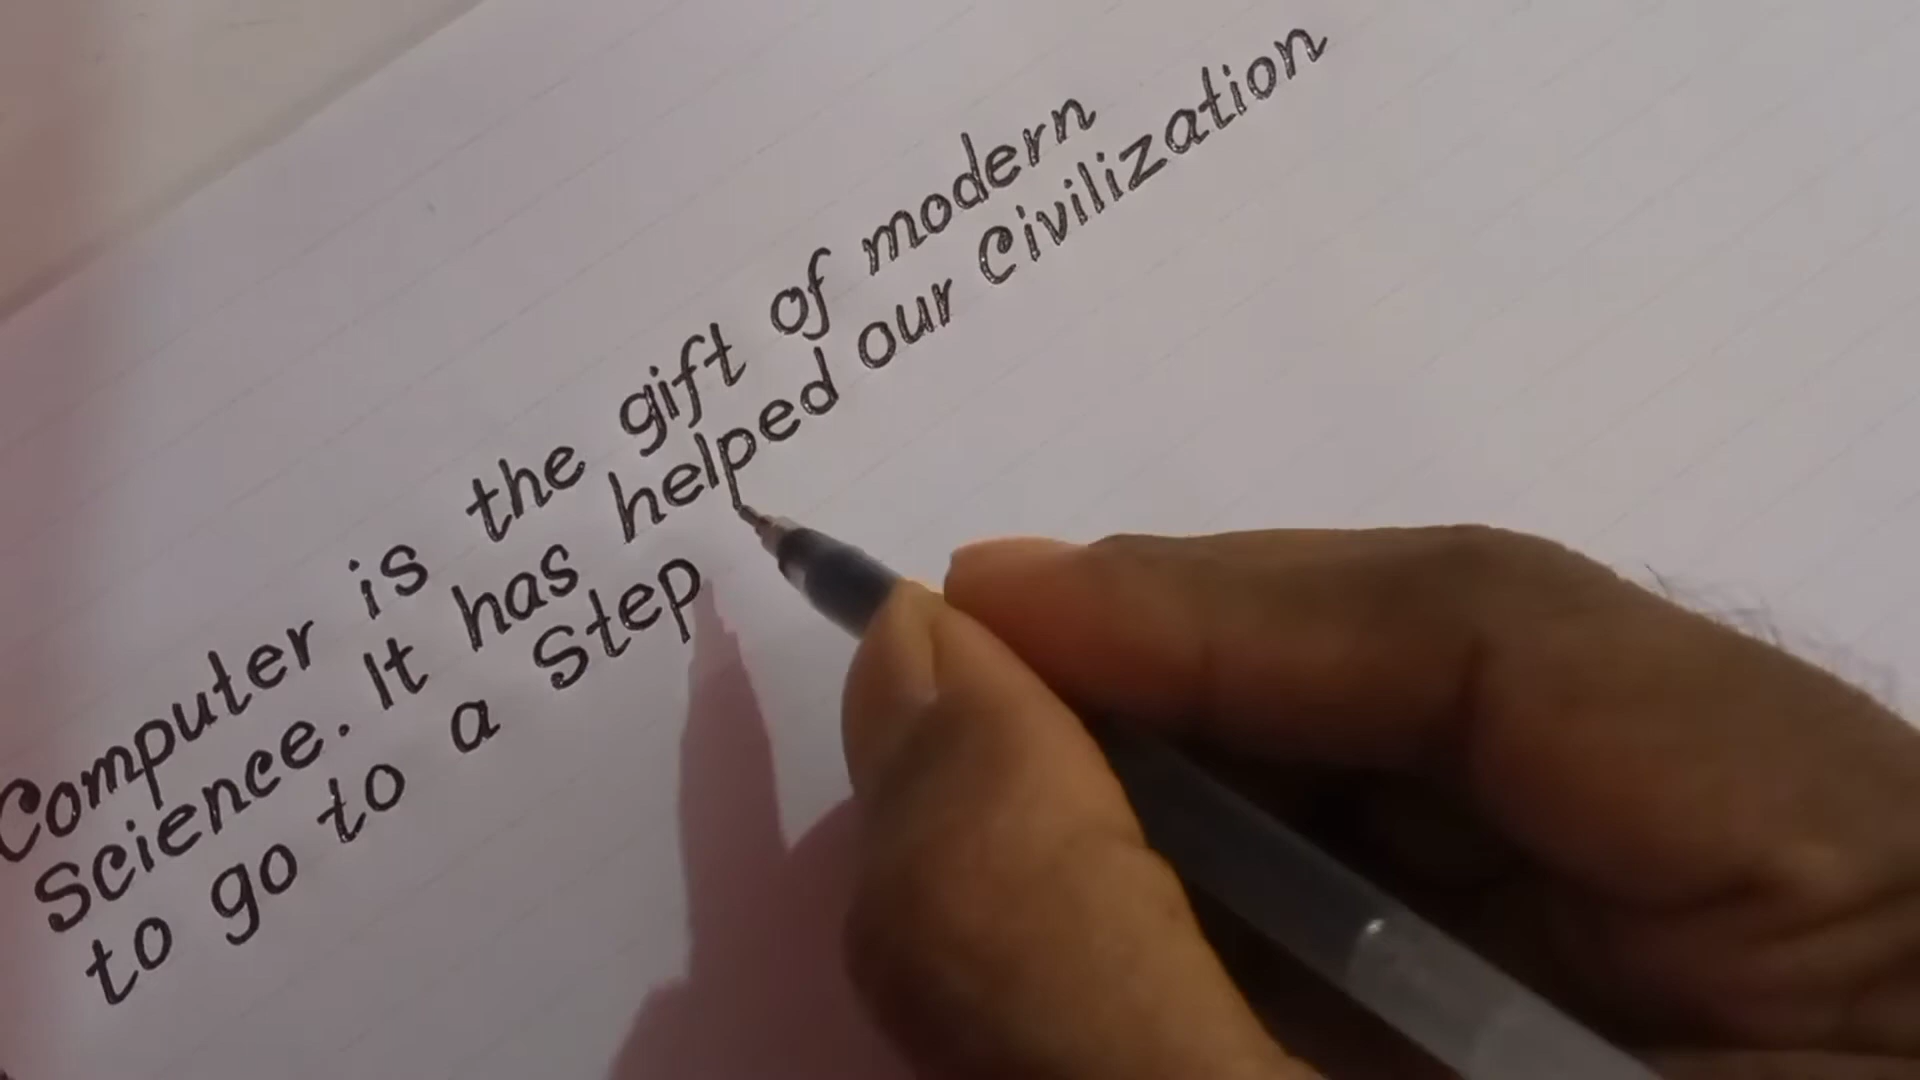 Computer is the gift of modern
Science. It has helped our Civilization
to go to a Step